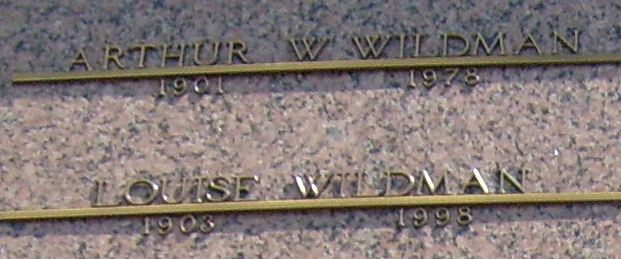 ARTHUR W WILDMAN
1901 1978
LOUISE WILDMAN
1903 1998